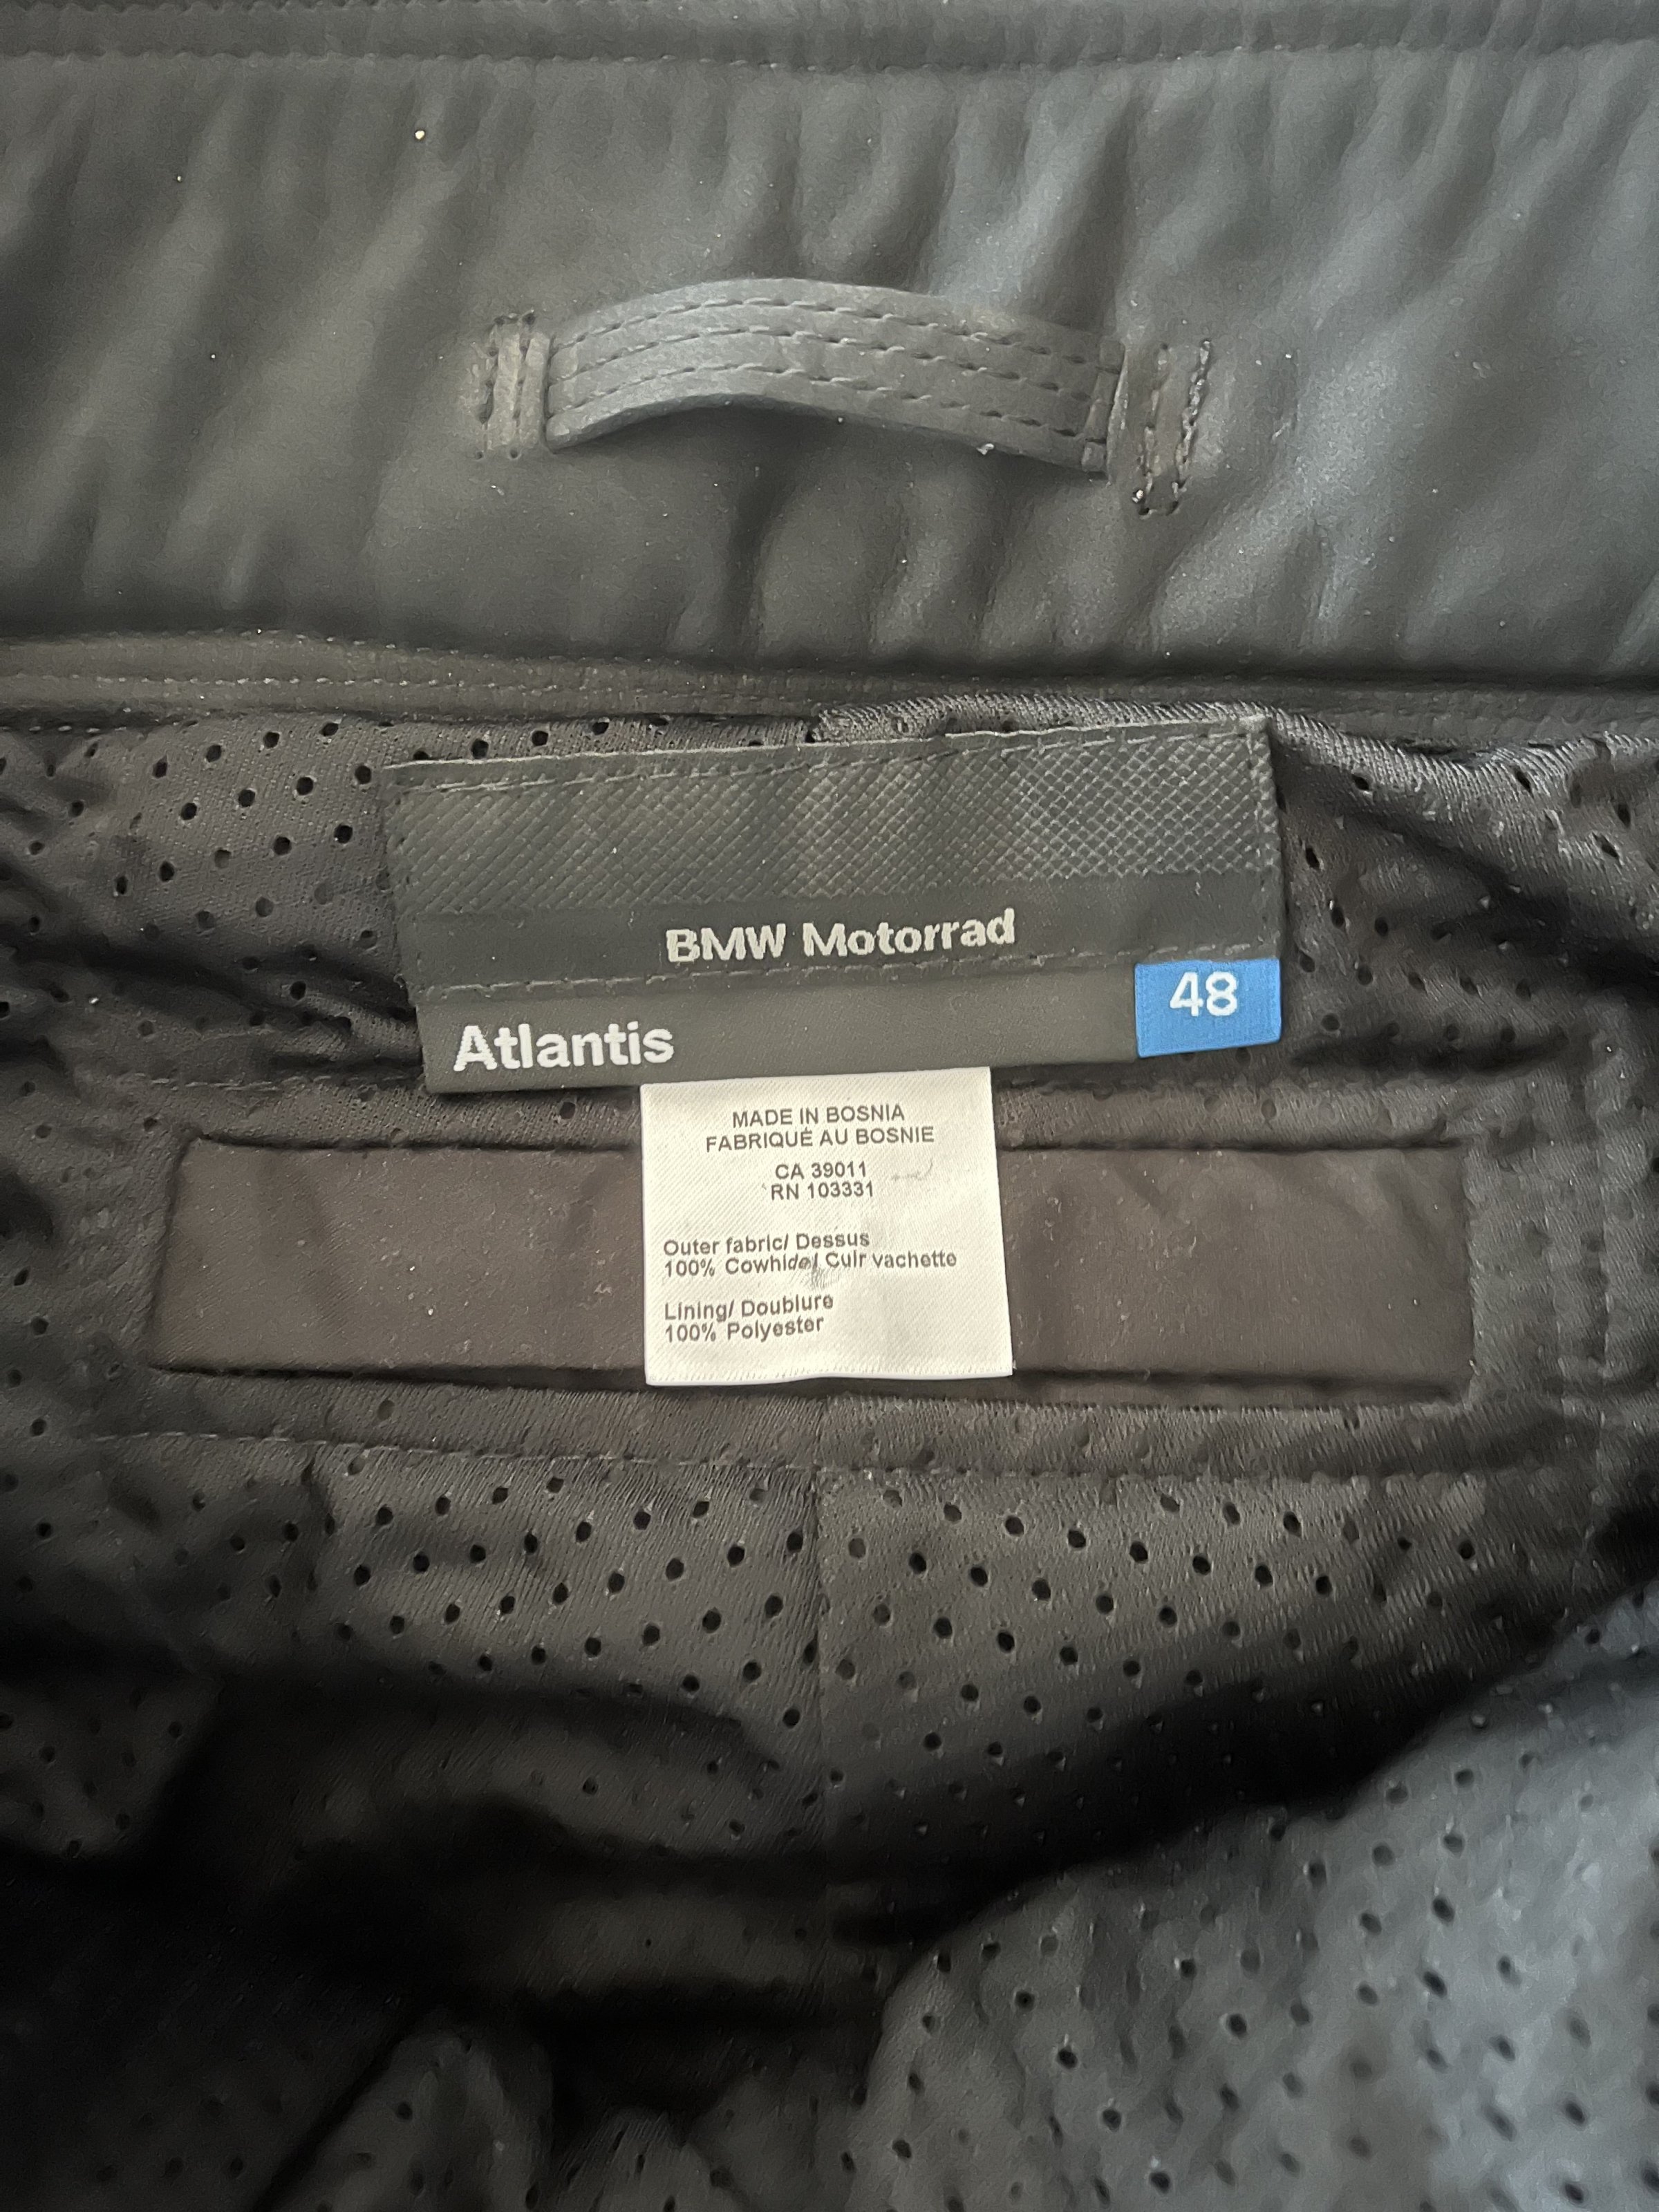 BMW Motorrad
Atlantis
48
MADE IN BOSNIA
FABRIQUÉ AU BOSNIE
CA 39011
RN 103331
Outer fabric/ Dessus
100% Cowhide/ Cuir vachette
Lining/ Doublure
100% Polyester